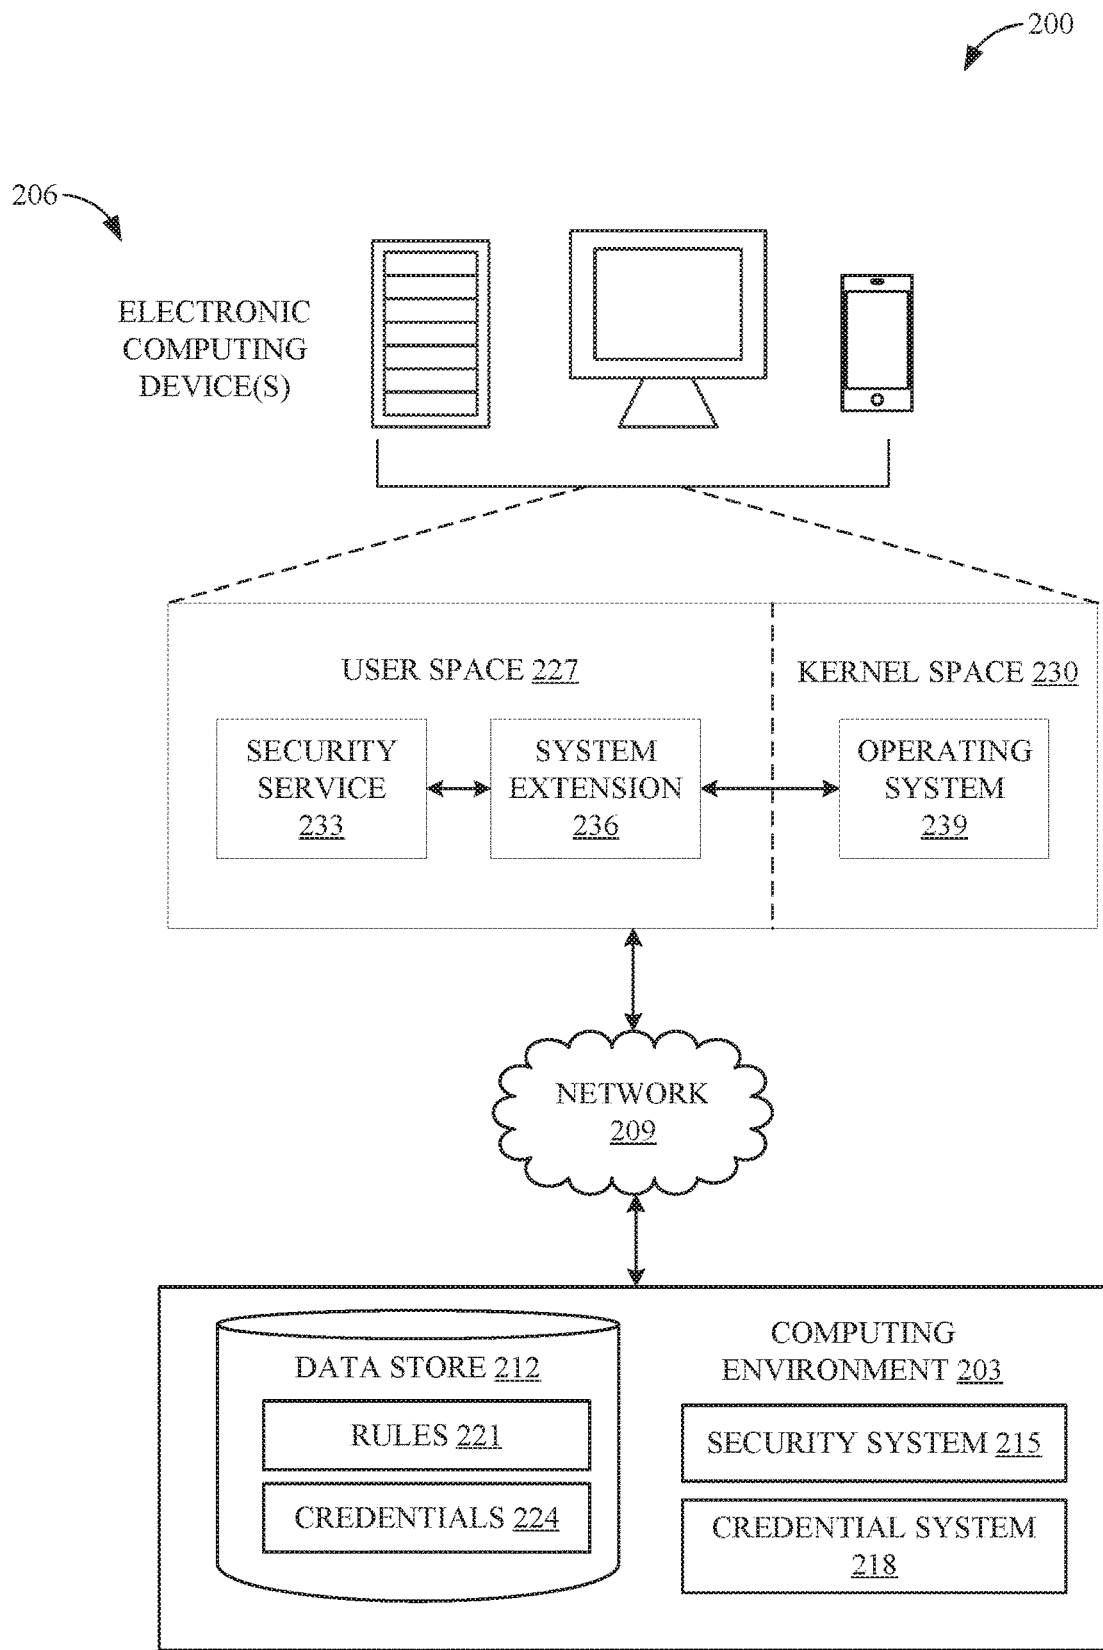 200
206
ELECTRONIC
COMPUTING
DEVICE(S)
USER SPACE 227
KERNEL SPACE 230
SECURITY
SERVICE
233
SYSTEM
EXTENSION
236
OPERATING
SYSTEM
239
NETWORK
209
DATA STORE 212
RULES 221
CREDENTIALS 224
COMPUTING
ENVIRONMENT 203
SECURITY SYSTEM 215
CREDENTIAL SYSTEM
218